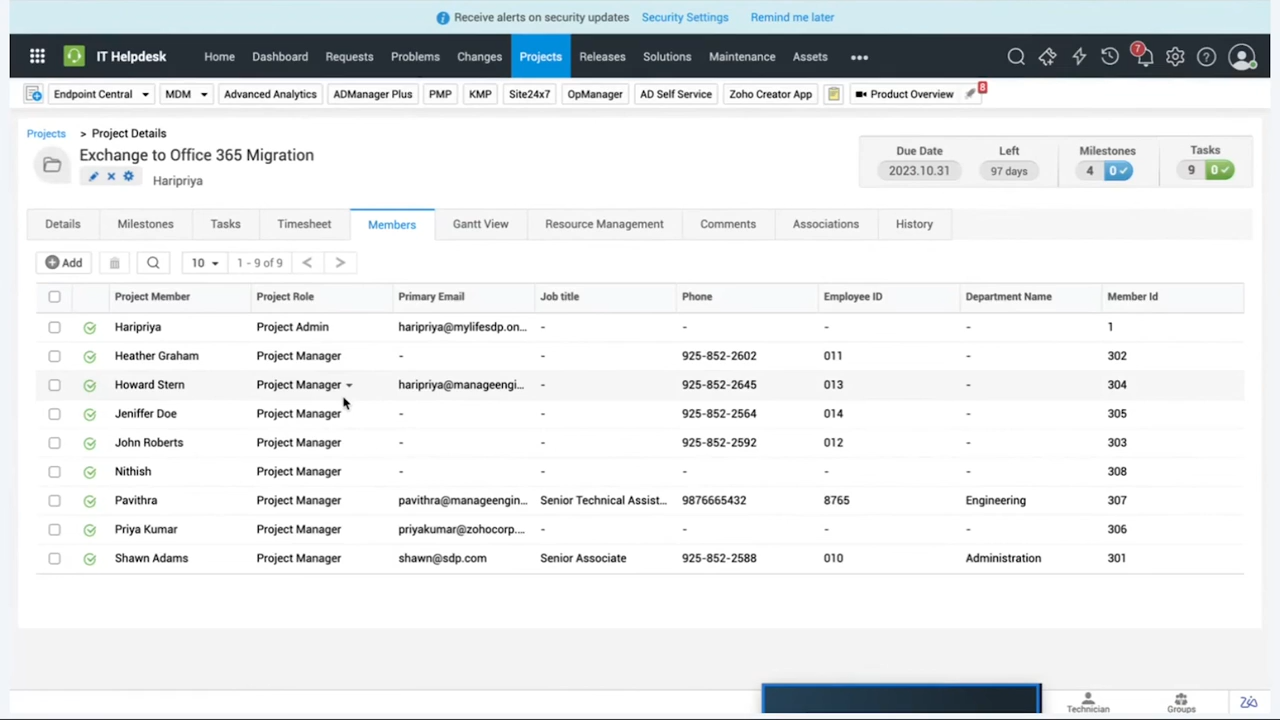 Receive alerts on security updates Security Settings Remind me later
IT Helpdesk Home Dashboard Requests Problems Changes Projects Releases Solutions Maintenance Assets 7
Endpoint Central MDM Advanced Analytics ADManager Plus PMP KMP Site24x7 OpManager AD Self Service Zoho Creator App Product Overview 8
Projects > Project Details
Exchange to Office 365 Migration
Haripriya
Due Date Left Milestones Tasks
2023.10.31 97 days 4 0 9 0
Details Milestones Tasks Timesheet Members Gantt View Resource Management Comments Associations History
Add 10 1 - 9 of 9 < >
Project Member Project Role Primary Email Job title Phone Employee ID Department Name Member Id
Haripriya Project Admin haripriya@mylifesdp.on... - - - - 1
Heather Graham Project Manager - - 925-852-2602 011 - 302
Howard Stern Project Manager haripriya@manageengi... - 925-852-2645 013 - 304
Jeniffer Doe Project Manager - - 925-852-2564 014 - 305
John Roberts Project Manager - - 925-852-2592 012 - 303
Nithish Project Manager - - - - - 308
Pavithra Project Manager pavithra@manageengin... Senior Technical Assist... 9876665432 8765 Engineering 307
Priya Kumar Project Manager priyakumar@zohocorp.... - - - - 306
Shawn Adams Project Manager shawn@sdp.com Senior Associate 925-852-2588 010 Administration 301
Technician Groups Zia